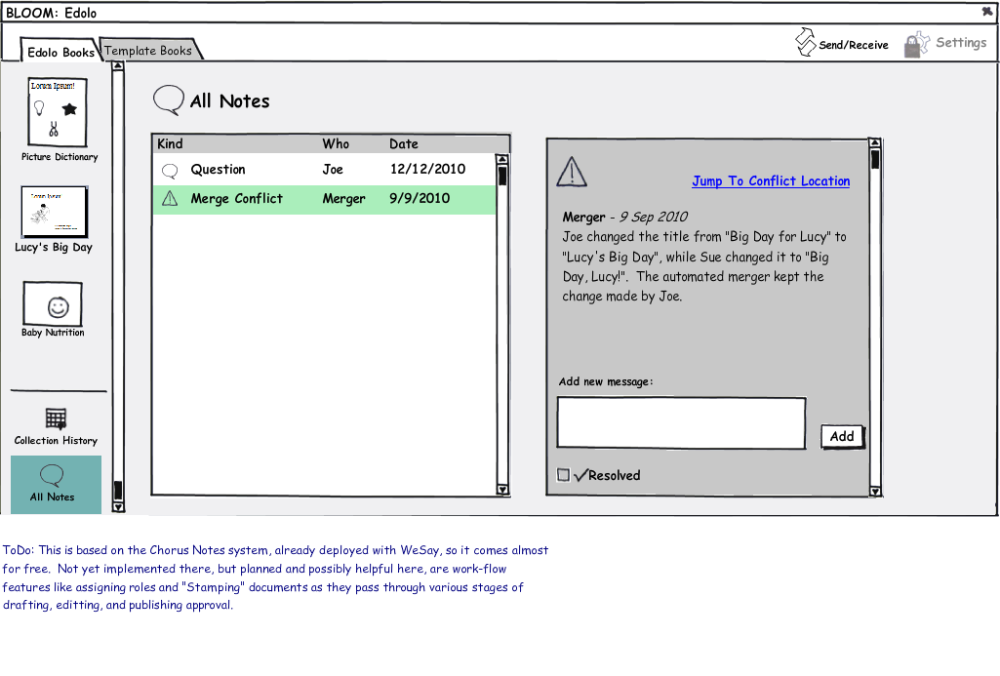 BLOOM: Edolo
Edolo Books
Template Books
Send/Receive
Settings
Lorem Ipsum!
Picture Dictionary
Lorem Ipsum
Lucy's Big Day
Baby Nutrition
Collection History
All Notes
All Notes
Kind Who Date
Question Joe 12/12/2010
Merge Conflict Merger 9/9/2010
Jump To Conflict Location
Merger - 9 Sep 2010
Joe changed the title from "Big Day for Lucy" to
"Lucy's Big Day", while Sue changed it to "Big
Day, Lucy!". The automated merger kept the
change made by Joe.
Add new message:
Add
Resolved
ToDo: This is based on the Chorus Notes system, already deployed with WeSay, so it comes almost
for free. Not yet implemented there, but planned and possibly helpful here, are work-flow
features like assigning roles and "Stamping" documents as they pass through various stages of
drafting, editting, and publishing approval.